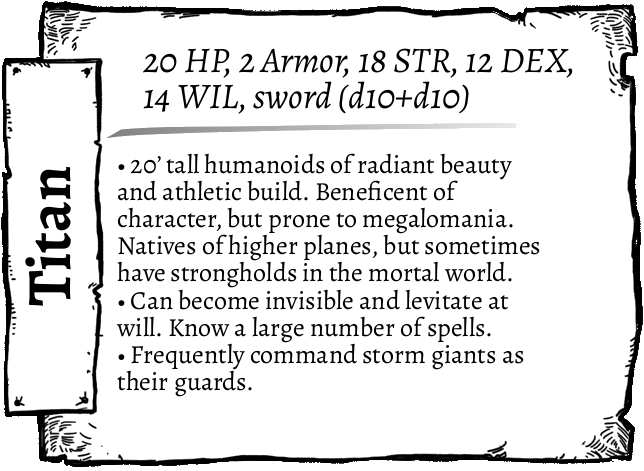 Titan
20 HP, 2 Armor, 18 STR, 12 DEX,
14 WIL, sword (d10+d10)
• 20’ tall humanoids of radiant beauty
and athletic build. Beneficent of
character, but prone to megalomania.
Natives of higher planes, but sometimes
have strongholds in the mortal world.
• Can become invisible and levitate at
will. Know a large number of spells.
• Frequently command storm giants as
their guards.